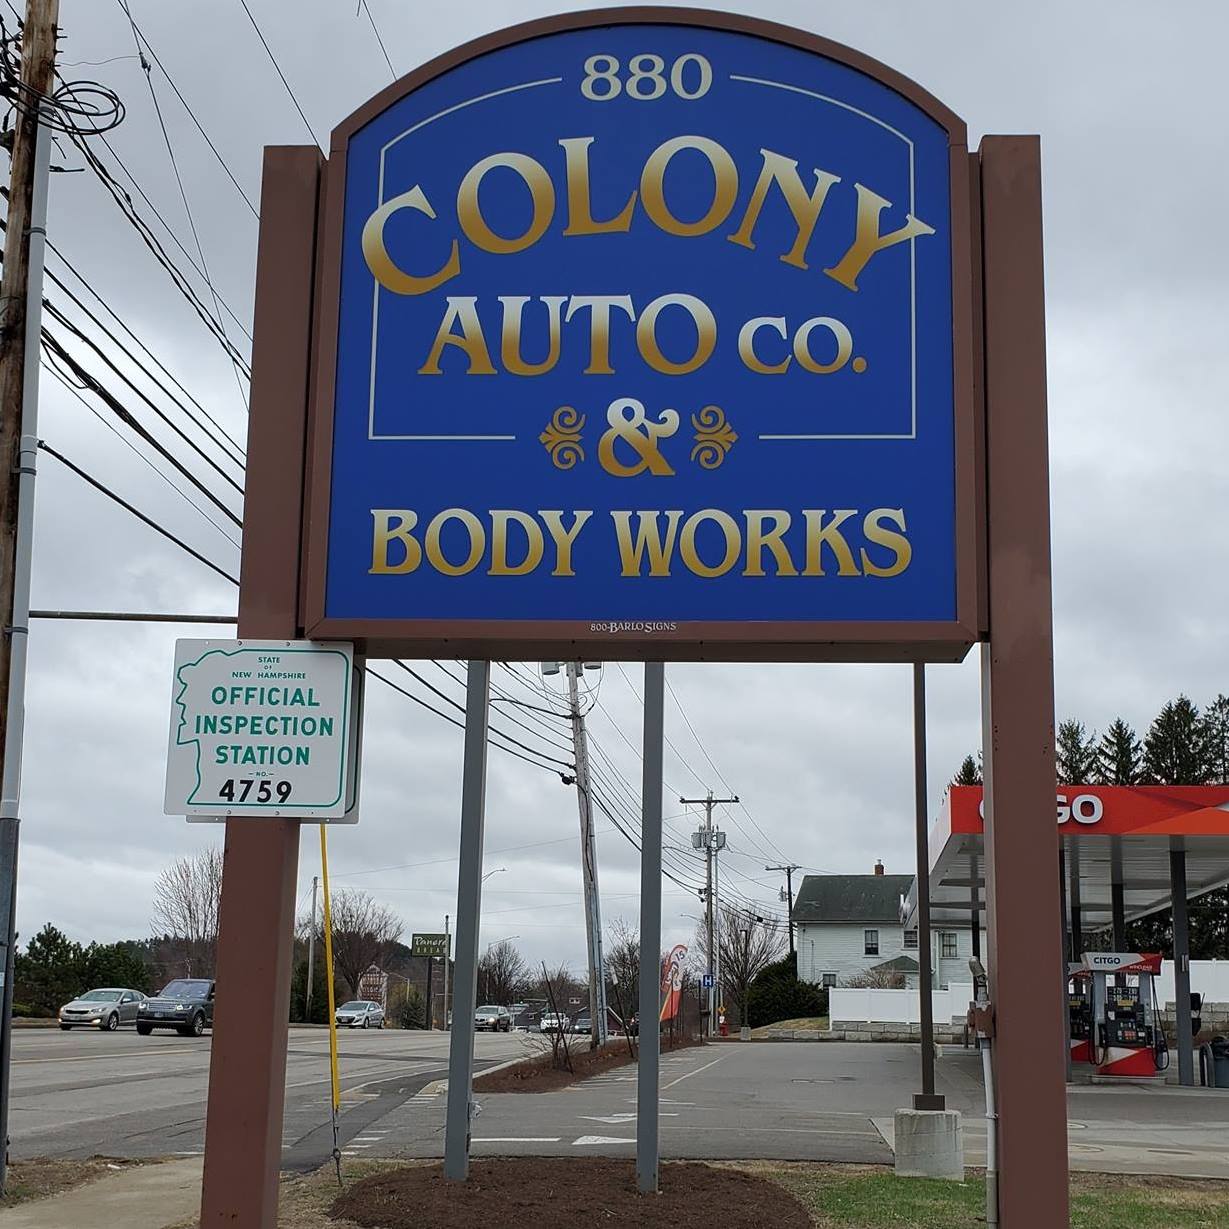 880
COLONY
AUTO CO.
&
BODY WORKS
800-BARLO SIGNS
STATE
OF
NEW HAMPSHIRE
OFFICIAL
INSPECTION
STATION
NO.
4759
GO
CITGO
H